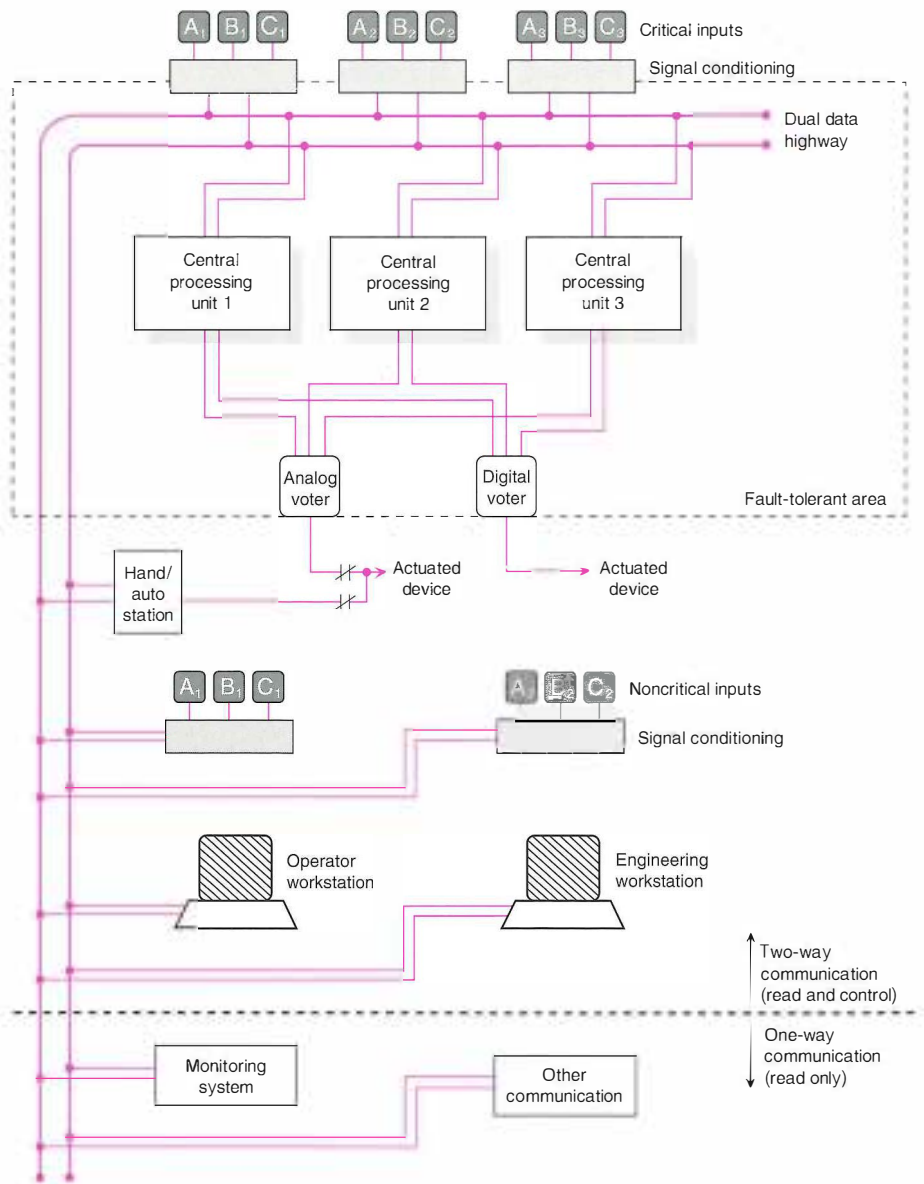 A₁ B₁ C₁ A₂ B₂ C₂ A₃ B₃ C₃ Critical inputs
Signal conditioning
Dual data
highway
Central
processing
unit 1
Central
processing
unit 2
Central
processing
unit 3
Analog
voter
Digital
voter
Fault-tolerant area
Hand/
auto
station
Actuated
device
Actuated
device
A₁ B₁ C₁
A C₂ Noncritical inputs
Signal conditioning
Operator
workstation
Engineering
workstation
Two-way
communication
(read and control)
One-way
communication
(read only)
Monitoring
system
Other
communication